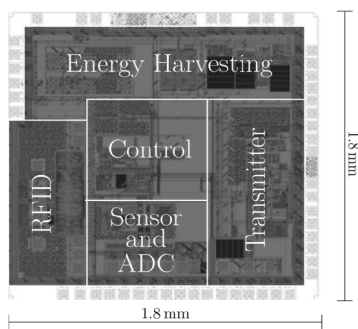 Energy Harvesting
Control
RFID
Transmitter
Sensor
and
ADC
1.8 mm
1.8 mm